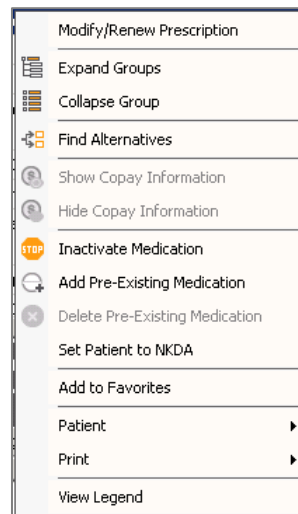 Modify/Renew Prescription
Expand Groups
Collapse Group
Find Alternatives
Show Copay Information
Hide Copay Information
STOP Inactivate Medication
Add Pre-Existing Medication
Delete Pre-Existing Medication
Set Patient to NKDA
Add to Favorites
Patient
Print
View Legend